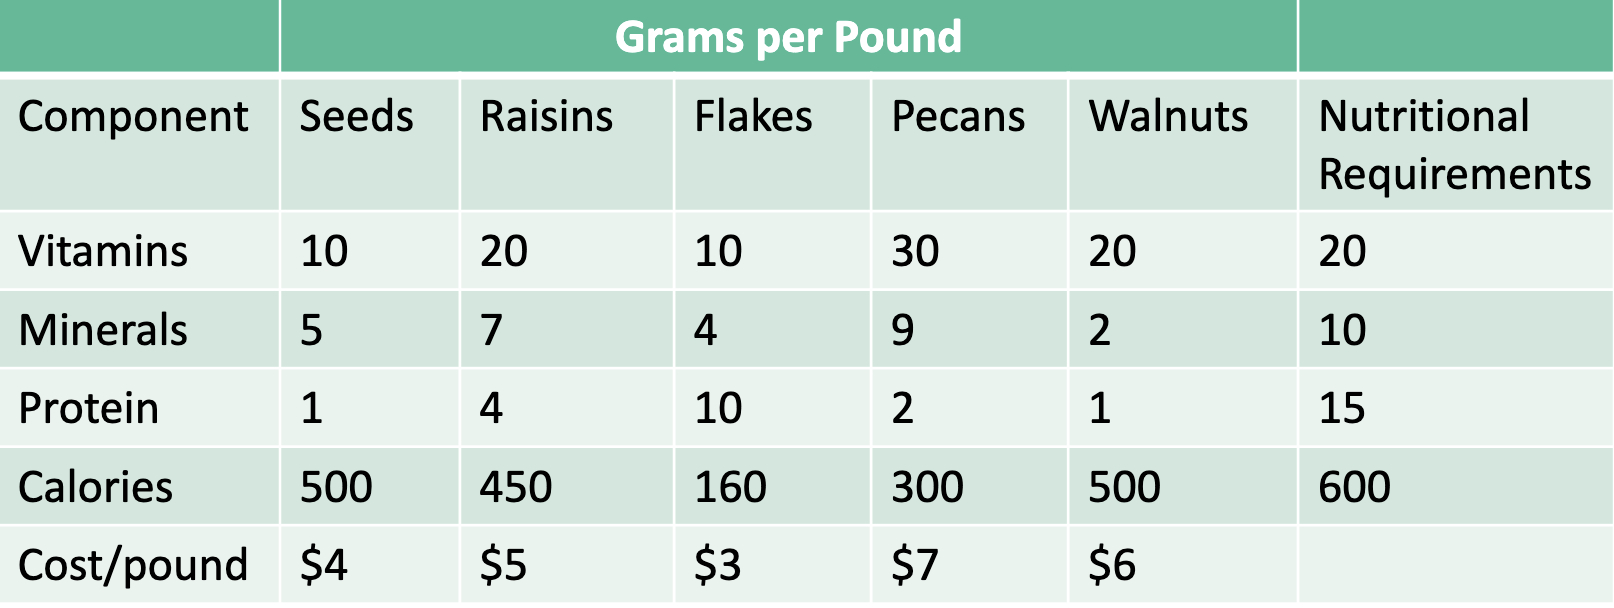 Grams per Pound
Component Seeds Raisins Flakes Pecans Walnuts Nutritional
Requirements
Vitamins 10 20 10 30 20 20
Minerals 5 7 4 9 2 10
Protein 1 4 10 2 1 15
Calories 500 450 160 300 500 600
Cost/pound $4 $5 $3 $7 $6